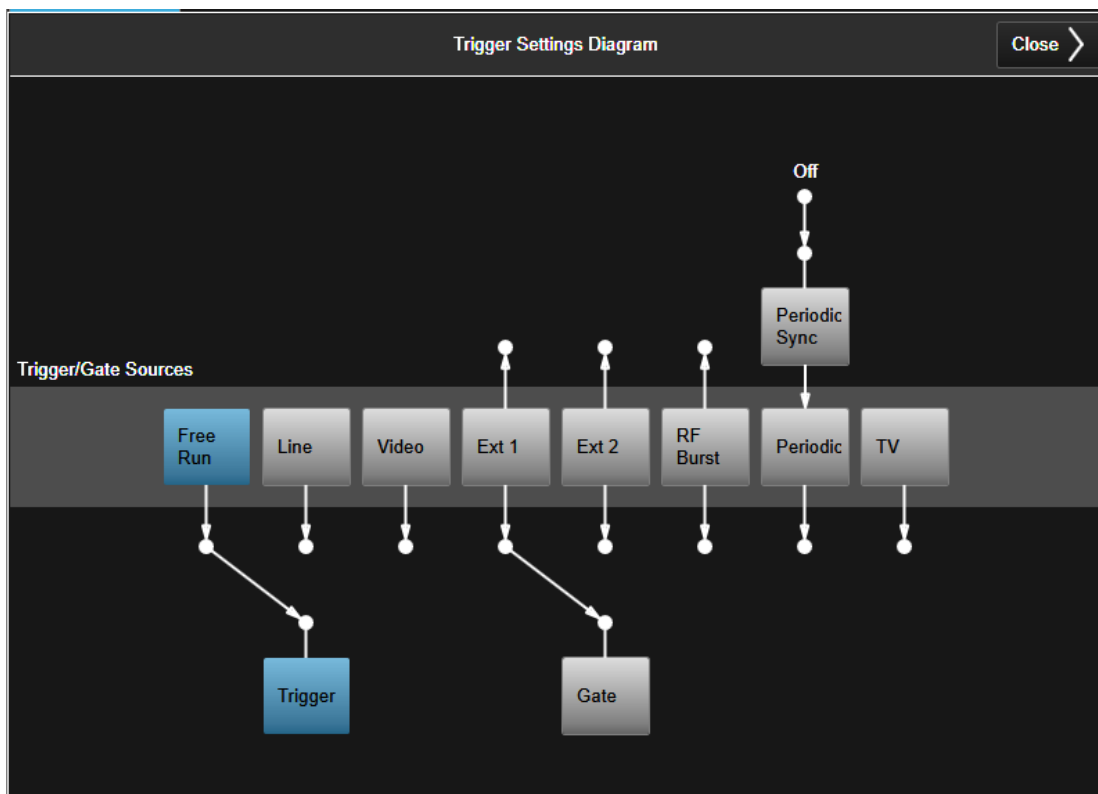 Trigger Settings Diagram
Close
Off
Periodic
Sync
Trigger/Gate Sources
Free
Run
Line
Video
Ext 1
Ext 2
RF
Burst
Periodic
TV
Trigger
Gate